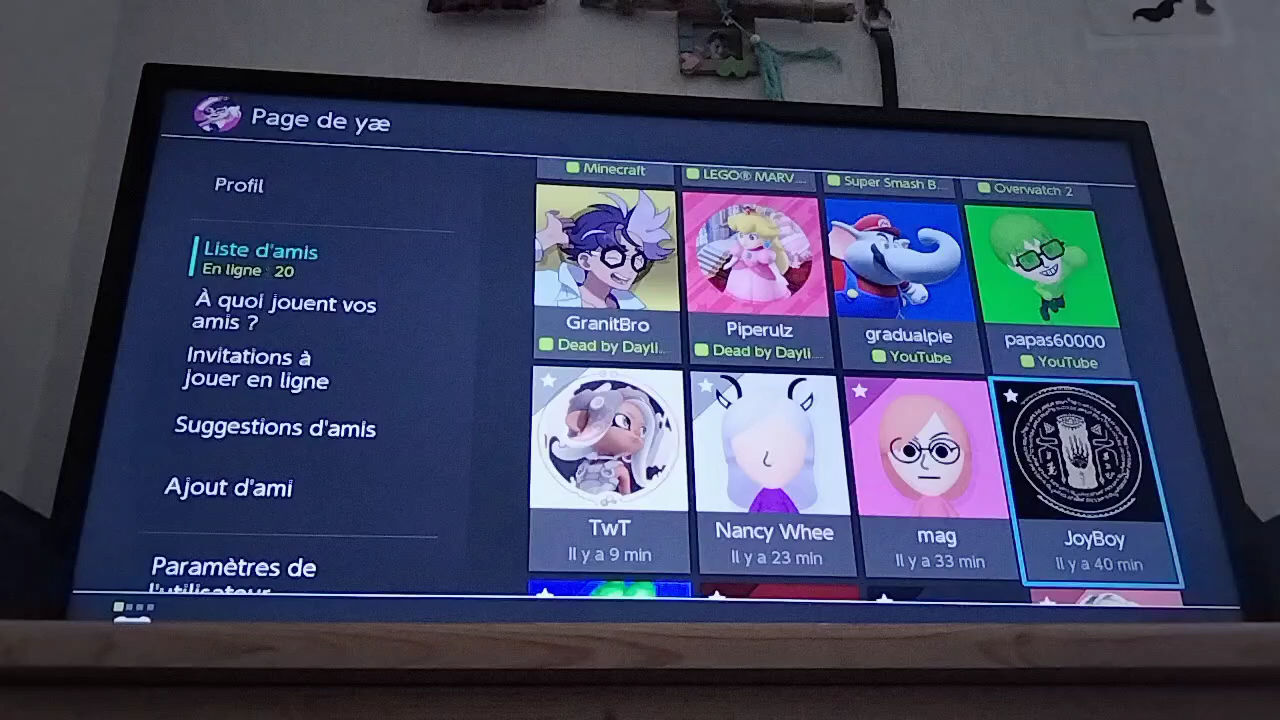 Page de yæ
Profil
Liste d'amis
En ligne 20
À quoi jouent vos
amis ?
Invitations à
jouer en ligne
Suggestions d'amis
Ajout d'ami
Paramètres de
l'utilisateur
Minecraft
LEGO® MARV...
Super Smash B...
Overwatch 2
GranitBro
Dead by Dayli...
Piperulz
Dead by Dayli...
gradualpie
YouTube
papas60000
YouTube
TwT
Il y a 9 min
Nancy Whee
Il y a 23 min
mag
Il y a 33 min
JoyBoy
Il y a 40 min